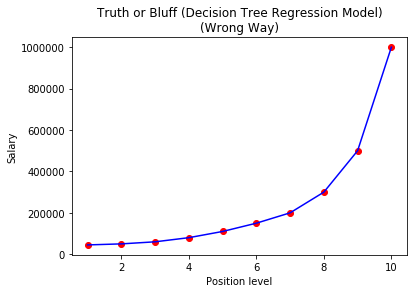 Truth or Bluff (Decision Tree Regression Model)
(Wrong Way)
1000000
800000
600000
400000
200000
0
Salary
2 4 6 8 10
Position level